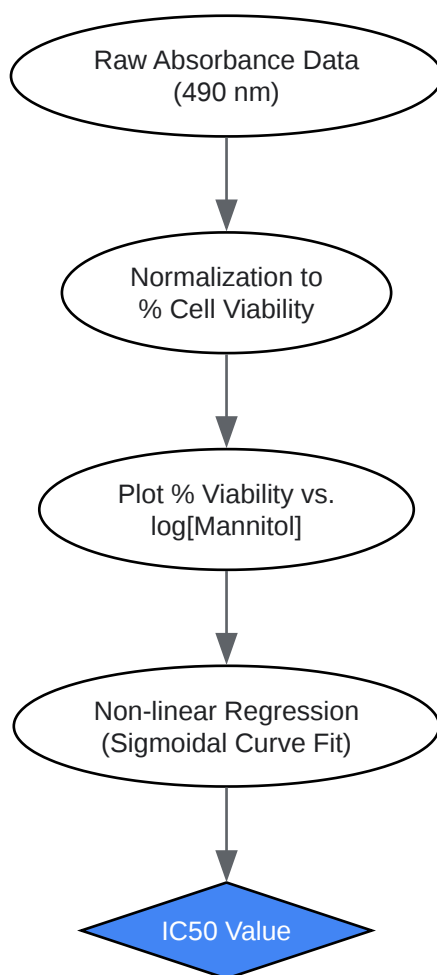 Raw Absorbance Data
(490 nm)
Normalization to
% Cell Viability
Plot % Viability vs.
log[Mannitol]
Non-linear Regression
(Sigmoidal Curve Fit)
IC50 Value